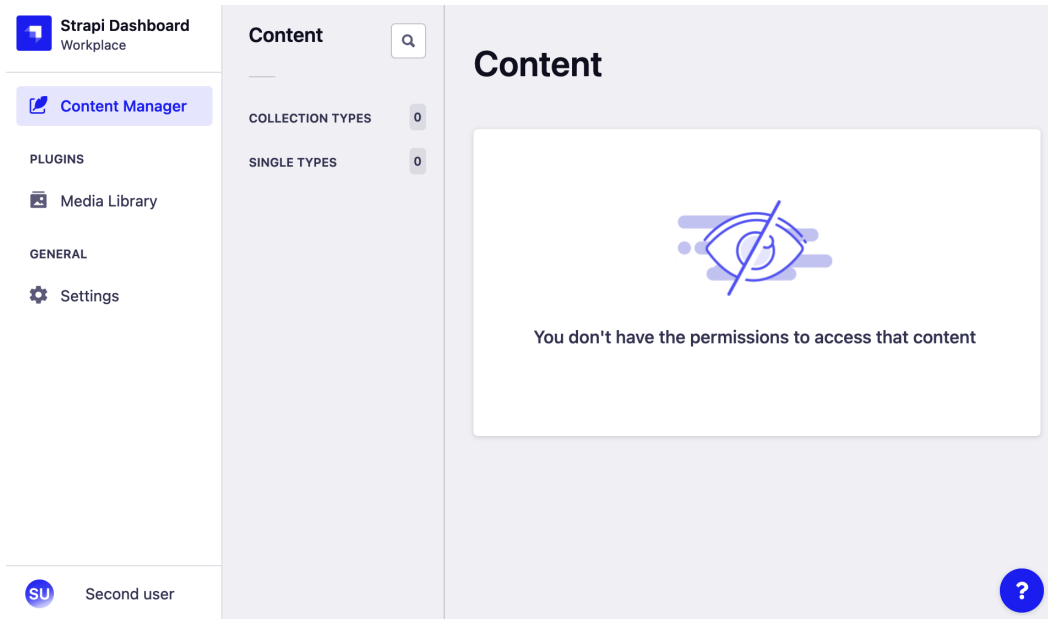 Strapi Dashboard
Workplace
Content Manager
PLUGINS
Media Library
GENERAL
Settings
SU
Second user
Content
COLLECTION TYPES
0
SINGLE TYPES
0
Content
You don't have the permissions to access that content
?